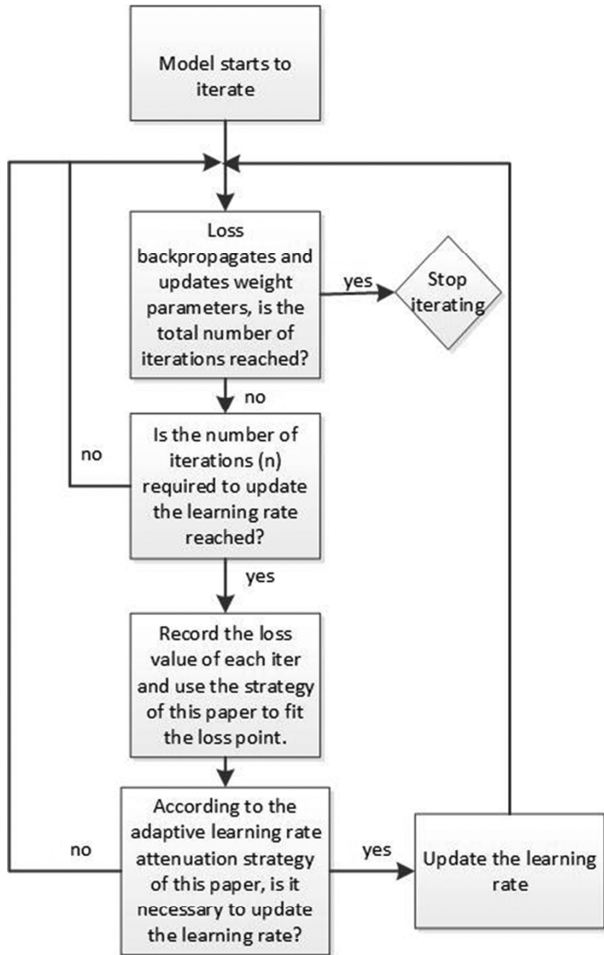 Model starts to
iterate
Loss
backpropagates and
updates weight
parameters, is the
total number of
iterations reached?
yes
Stop
iterating
no
Is the number of
iterations (n)
required to update
the learning rate
reached?
no
yes
Record the loss
value of each iter
and use the strategy
of this paper to fit
the loss point.
According to the
adaptive learning rate
attenuation strategy
of this paper, is it
necessary to update
the learning rate?
no
yes
Update the learning
rate